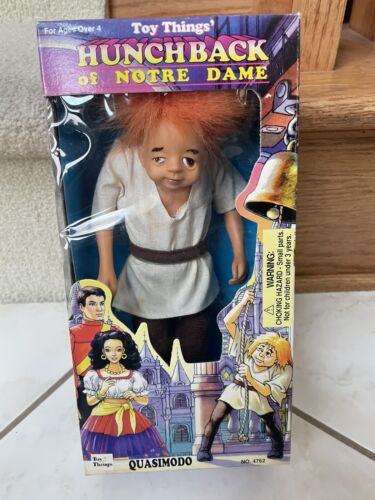 For Ages Over 4
Toy Things'
HUNCHBACK
of NOTRE DAME
WARNING:
CHOKING HAZARD - Small parts.
Not for children under 3 years.
Toy
Things
QUASIMODO
NO. 4762